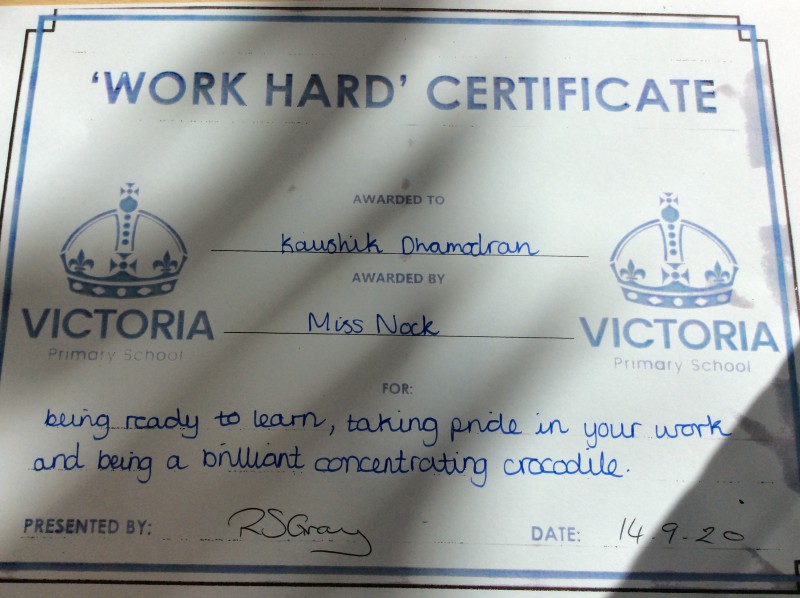 'WORK HARD' CERTIFICATE
AWARDED TO
Kaushik Dhamodran
AWARDED BY
Miss Nock
VICTORIA
Primary School
VICTORIA
Primary School
FOR:
being ready to learn, taking pride in your work
and being a brilliant concentrating crocodile.
PRESENTED BY: RSGray DATE: 14.9.20